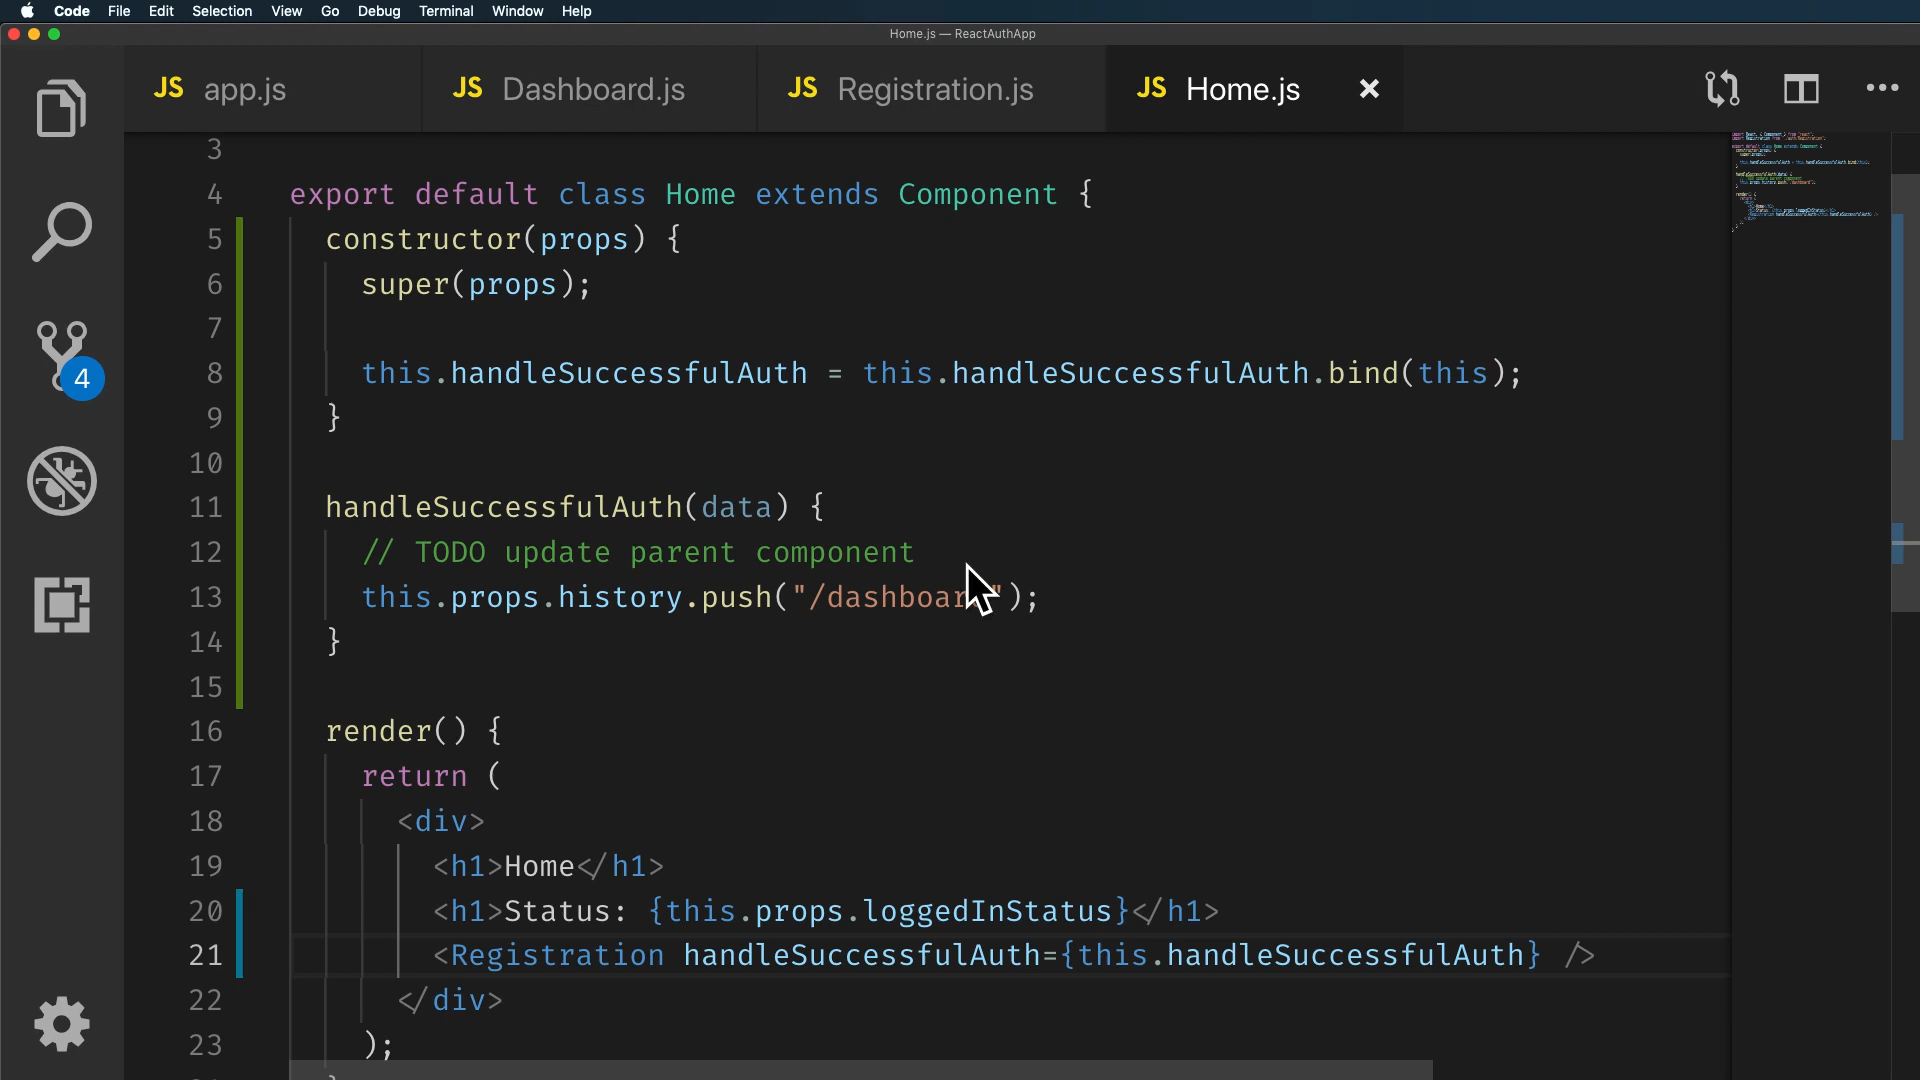 Code File Edit Selection View Go Debug Terminal Window Help
Home.js — ReactAuthApp
JS app.js JS Dashboard.js JS Registration.js JS Home.js
3
4 export default class Home extends Component {
5 constructor(props) {
6 super(props);
7
8 this.handleSuccessfulAuth = this.handleSuccessfulAuth.bind(this);
9 }
10
11 handleSuccessfulAuth(data) {
12 // TODO update parent component
13 this.props.history.push("/dashboard");
14 }
15
16 render() {
17 return (
18 <div>
19 <h1>Home</h1>
20 <h1>Status: {this.props.loggedInStatus}</h1>
21 <Registration handleSuccessfulAuth={this.handleSuccessfulAuth} />
22 </div>
23 );
4